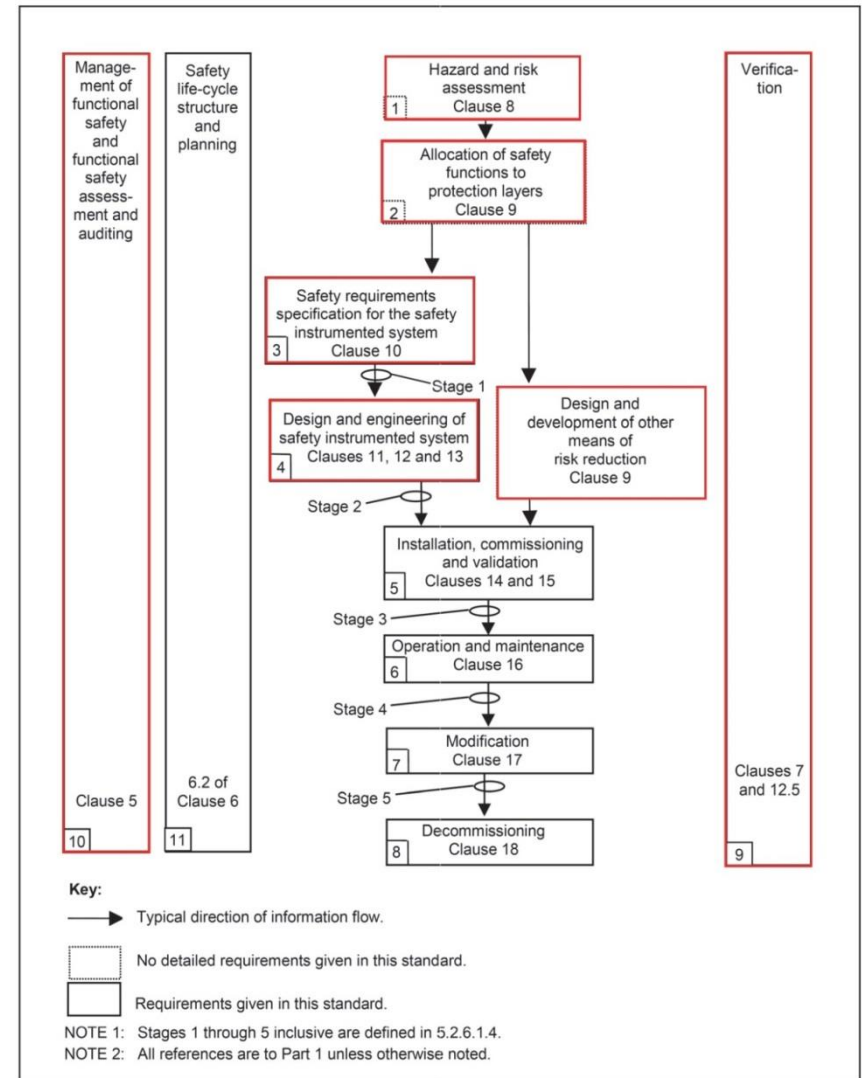 Manage-
ment of
functional
safety
and
functional
safety
assess-
ment and
auditing
Clause 5
10
Safety
life-cycle
structure
and
planning
6.2 of
Clause 6
11
Hazard and risk
assessment
Clause 8
1
Allocation of safety
functions to
protection layers
Clause 9
2
Safety requirements
specification for the safety
instrumented system
Clause 10
3
Stage 1
Design and engineering of
safety instrumented system
Clauses 11, 12 and 13
4
Design and
development of other
means of
risk reduction
Clause 9
Stage 2
Installation, commissioning
and validation
Clauses 14 and 15
5
Stage 3
Operation and maintenance
Clause 16
6
Stage 4
Modification
Clause 17
7
Stage 5
Decommissioning
Clause 18
8
Verifica-
tion
Clauses 7
and 12.5
9
Key:
Typical direction of information flow.
No detailed requirements given in this standard.
Requirements given in this standard.
NOTE 1: Stages 1 through 5 inclusive are defined in 5.2.6.1.4.
NOTE 2: All references are to Part 1 unless otherwise noted.